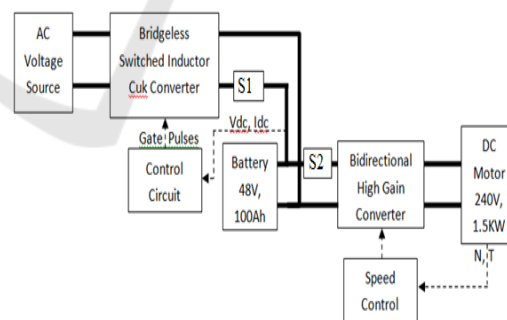 AC
Voltage
Source
Bridgeless
Switched Inductor
Cuk Converter
S1
Vdc, Idc
Gate Pulses
Control
Circuit
Battery
48V,
100Ah
S2
Bidirectional
High Gain
Converter
DC
Motor
240V,
1.5KW
N,T
Speed
Control